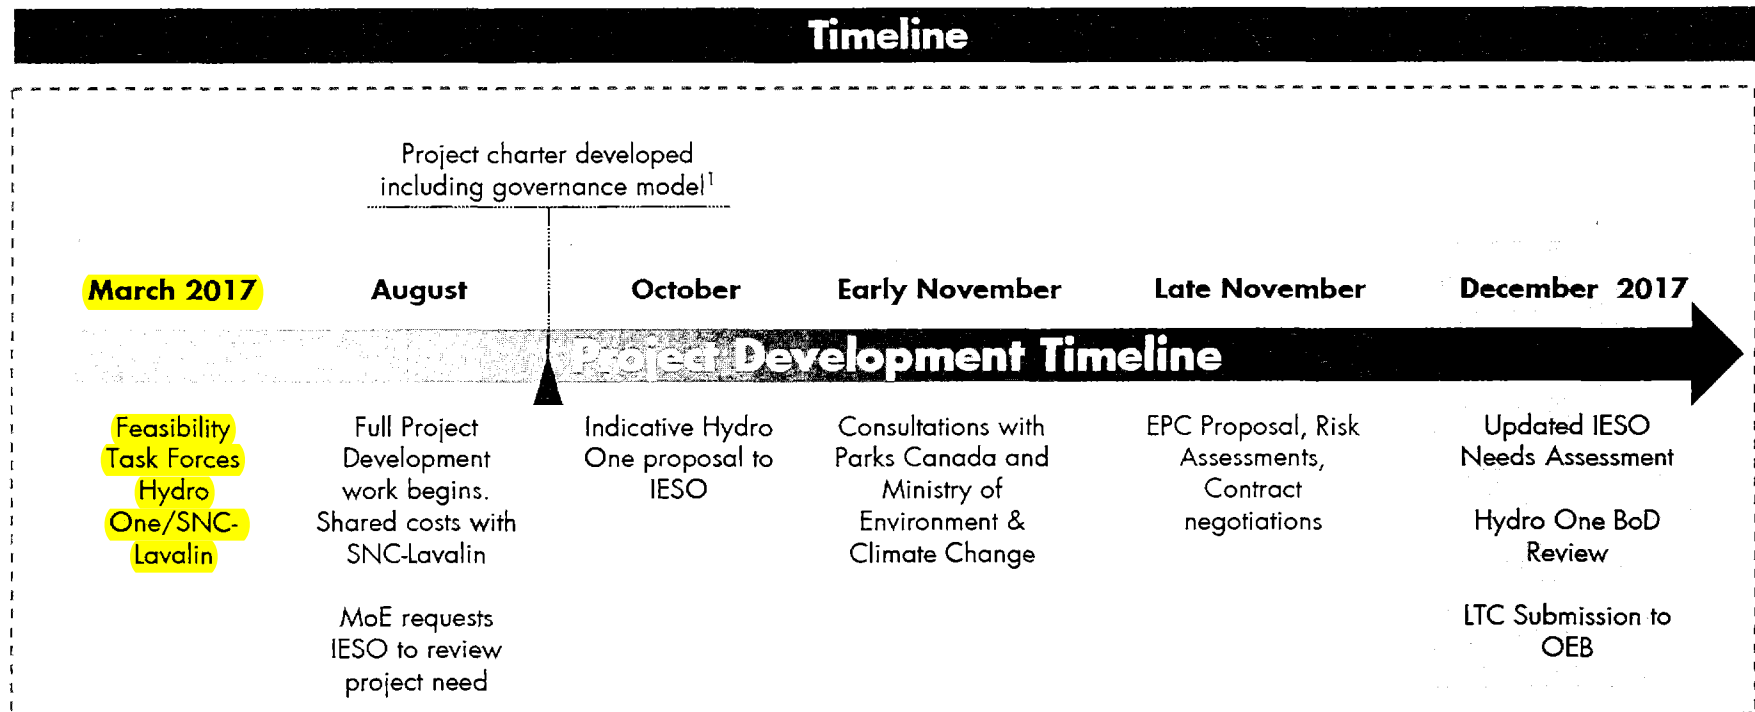 Timeline
Project charter developed
including governance model1
March 2017
August
October
Early November
Late November
December 2017
Project Development Timeline
Feasibility
Task Forces
Hydro
One/SNC-
Lavalin
Full Project
Development
work begins.
Shared costs with
SNC-Lavalin
MoE requests
IESO to review
project need
Indicative Hydro
One proposal to
IESO
Consultations with
Parks Canada and
Ministry of
Environment &
Climate Change
EPC Proposal, Risk
Assessments,
Contract
negotiations
Updated IESO
Needs Assessment
Hydro One BoD
Review
LTC Submission to
OEB